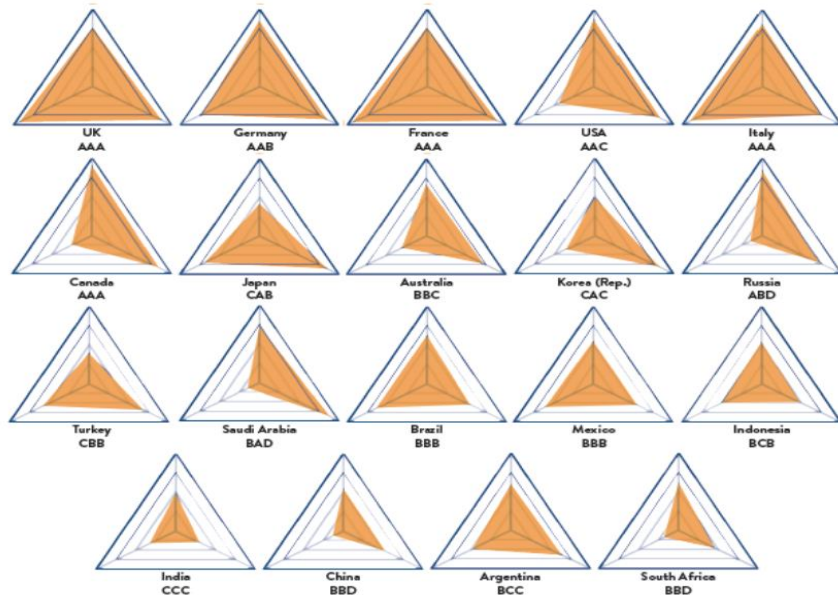 UK
AAA
Germany
AAB
France
AAA
USA
AAC
Italy
AAA
Canada
AAA
Japan
CAB
Australia
BBC
Korea (Rep.)
CAC
Russia
ABD
Turkey
CBB
Saudi Arabia
BAD
Brazil
BBB
Mexico
BBB
Indonesia
BCB
India
CCC
China
BBD
Argentina
BCC
South Africa
BBD